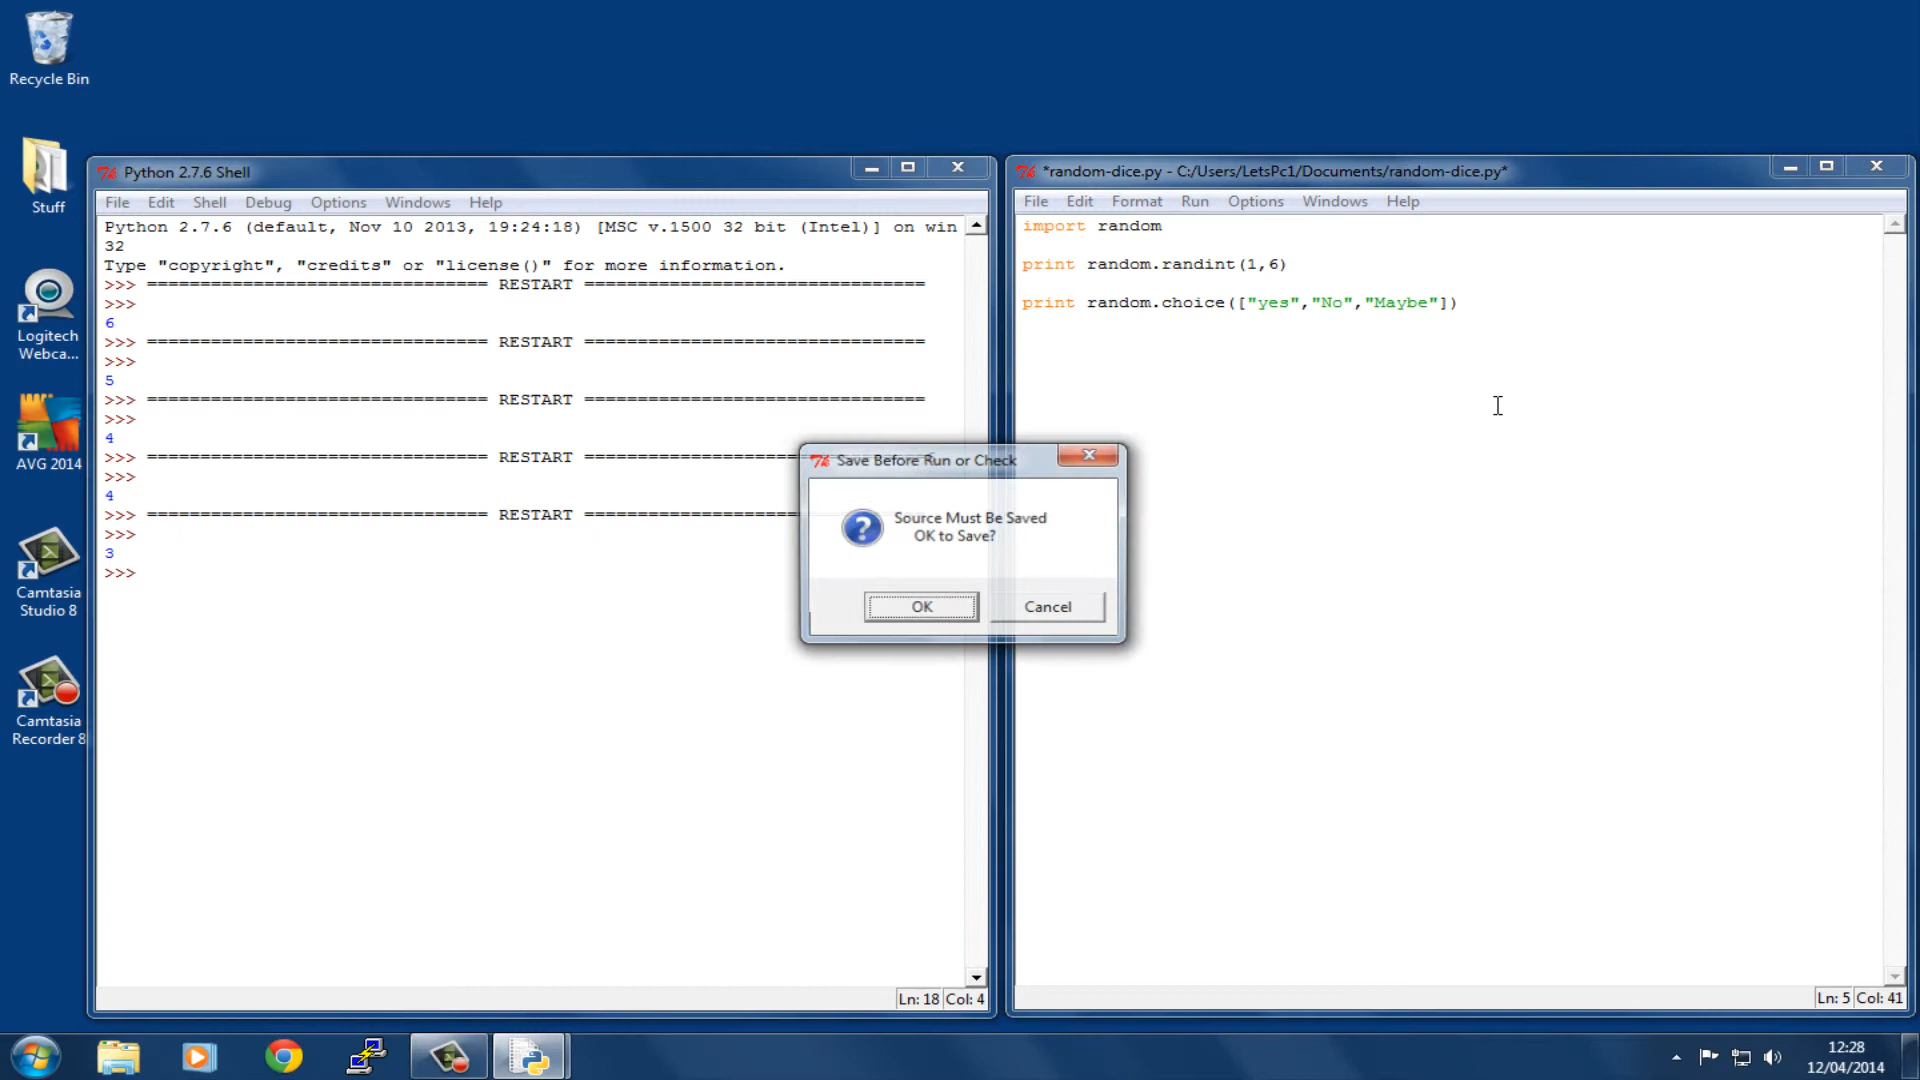 Recycle Bin
Stuff
Logitech
Webca...
AVG 2014
Camtasia
Studio 8
Camtasia
Recorder 8
Python 2.7.6 Shell
File Edit Shell Debug Options Windows Help
Python 2.7.6 (default, Nov 10 2013, 19:24:18) [MSC v.1500 32 bit (Intel)] on win
32
Type "copyright", "credits" or "license()" for more information.
>>> ================================ RESTART ================================
>>>
6
>>> ================================ RESTART ================================
>>>
5
>>> ================================ RESTART ================================
>>>
4
>>> ================================ RESTART ================================
>>>
4
>>> ================================ RESTART ================================
>>>
3
>>>
Ln: 18 Col: 4
*random-dice.py - C:/Users/LetsPc1/Documents/random-dice.py*
File Edit Format Run Options Windows Help
import random
print random.randint(1,6)
print random.choice(["yes","No","Maybe"])
Ln: 5 Col: 41
Save Before Run or Check
Source Must Be Saved
OK to Save?
OK Cancel
12:28
12/04/2014